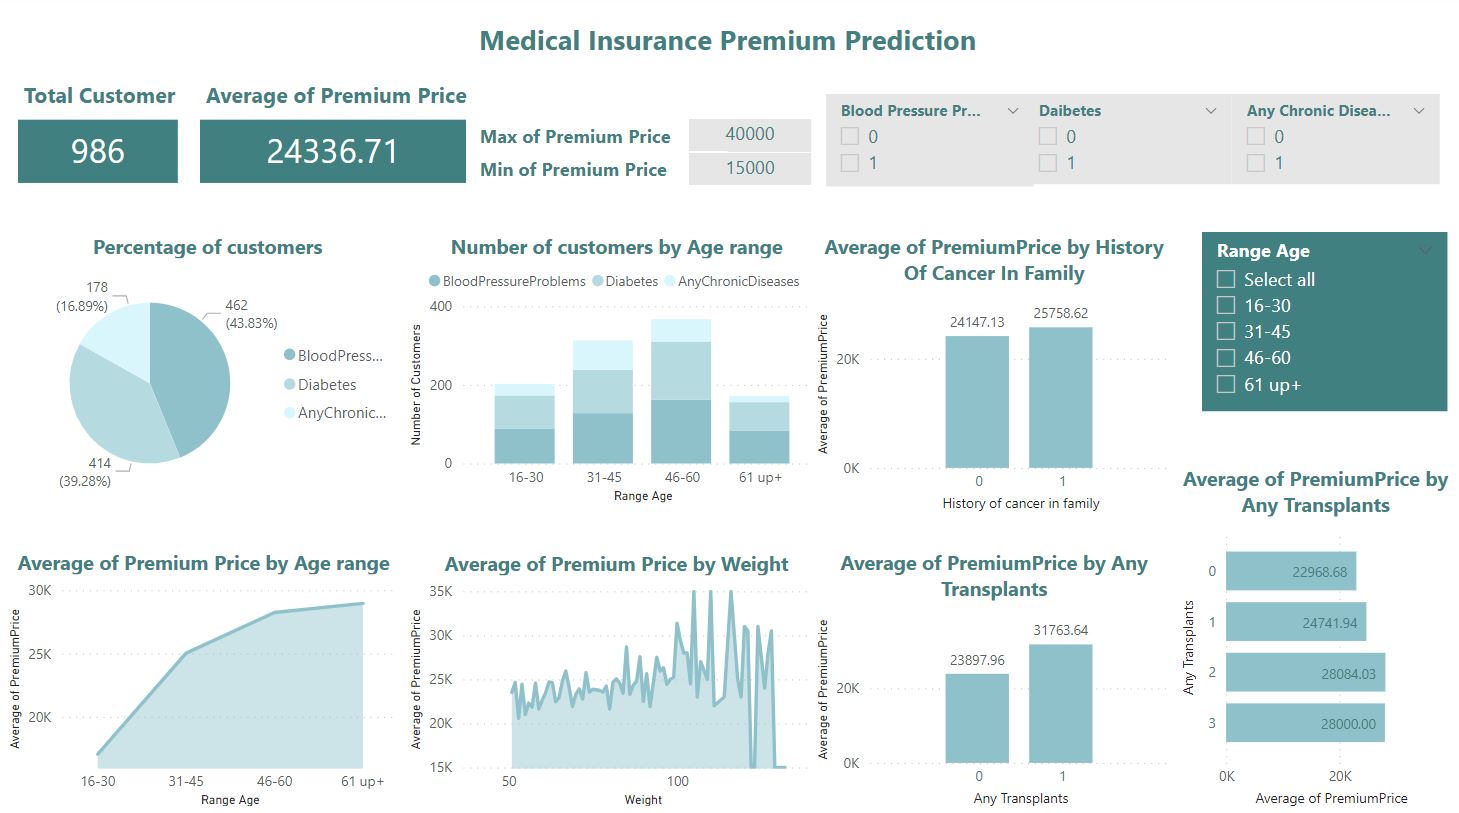 Medical Insurance Premium Prediction
Total Customer
986
Average of Premium Price
24336.71
Max of Premium Price
40000
Min of Premium Price
15000
Blood Pressure Pr...
0
1
Daibetes
0
1
Any Chronic Disea...
0
1
Percentage of customers
178
(16.89%)
462
(43.83%)
414
(39.28%)
BloodPress...
Diabetes
AnyChronic...
Number of customers by Age range
BloodPressureProblems
Diabetes
AnyChronicDiseases
Number of Customers
400
200
0
16-30
31-45
46-60
61 up+
Range Age
Average of PremiumPrice by History
Of Cancer In Family
Average of PremiumPrice
20K
0K
24147.13
25758.62
0
1
History of cancer in family
Range Age
Select all
16-30
31-45
46-60
61 up+
Average of Premium Price by Age range
Average of PremiumPrice
30K
25K
20K
16-30
31-45
46-60
61 up+
Range Age
Average of Premium Price by Weight
Average of PremiumPrice
35K
30K
25K
20K
15K
50
100
Weight
Average of PremiumPrice by Any
Transplants
Average of PremiumPrice
20K
0K
23897.96
31763.64
0
1
Any Transplants
Average of PremiumPrice by
Any Transplants
Any Transplants
0
22968.68
1
24741.94
2
28084.03
3
28000.00
0K
20K
Average of PremiumPrice